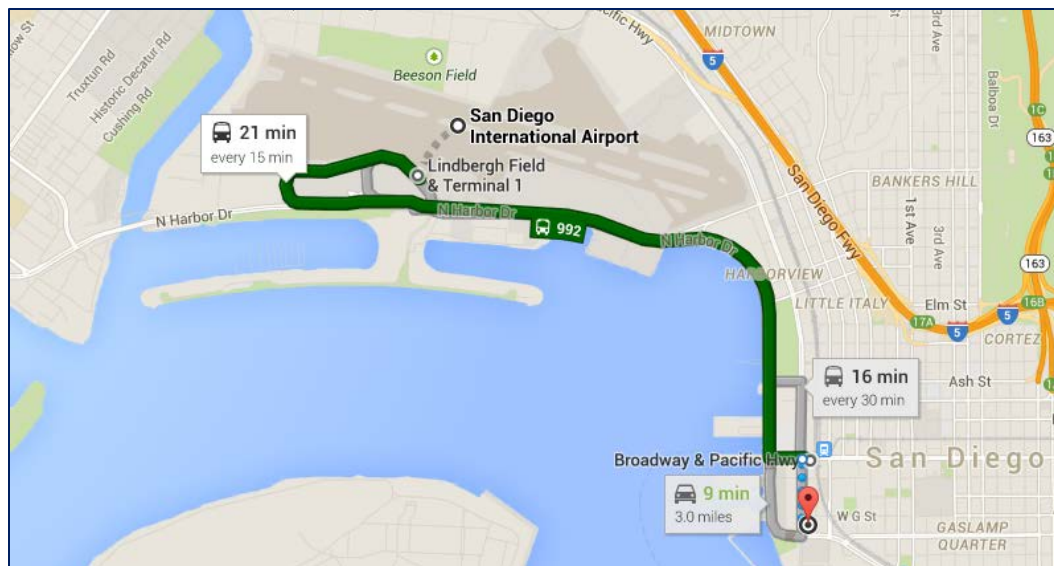 MIDTOWN
Pacific Hwy
3rd Ave
Truxtun Rd
Historic Decatur Rd
Cushing Rd
Beeson Field
5
Balboa Dr
1C
163
San Diego
International Airport
21 min
every 15 min
Lindbergh Field
& Terminal 1
San Diego Fwy
BANKERS HILL
1st Ave
3rd Ave
N Harbor Dr
N Harbor Dr
992
N Harbor Dr
163
HARBORVIEW
LITTLE ITALY
Elm St
16B
17A
5
5
CORTEZ
16 min
every 30 min
Ash St
Broadway & Pacific Hwy
San Diego
9 min
3.0 miles
W G St
GASLAMP
QUARTER